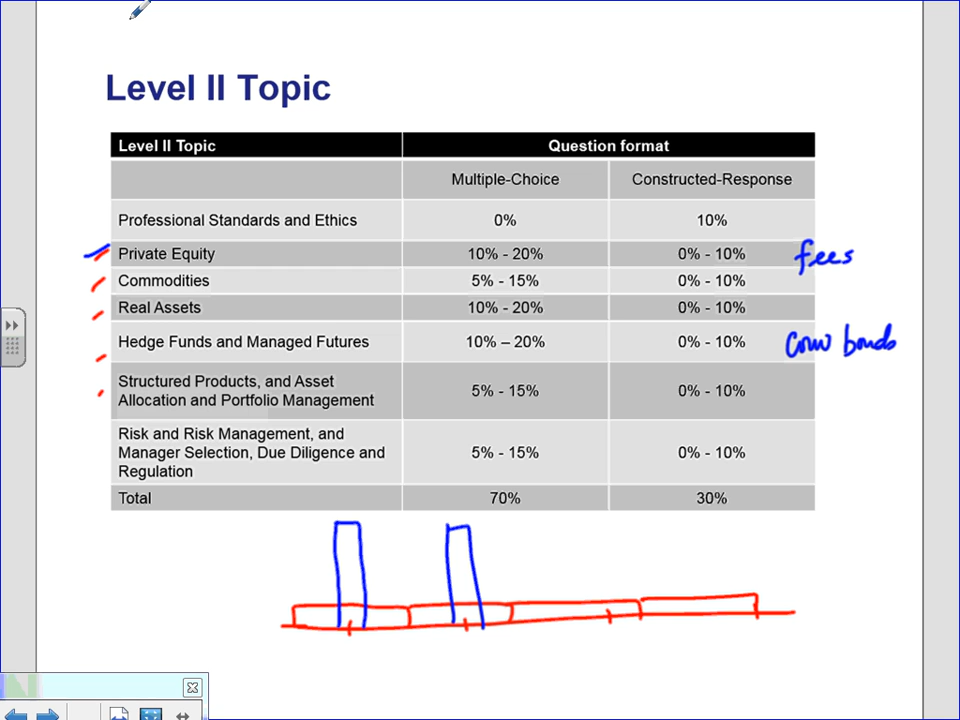 Level II Topic
Level II Topic Question format
Multiple-Choice Constructed-Response
Professional Standards and Ethics 0% 10%
Private Equity 10% - 20% 0% - 10% fees
Commodities 5% - 15% 0% - 10%
Real Assets 10% - 20% 0% - 10%
Hedge Funds and Managed Futures 10% – 20% 0% - 10% conv bonds
Structured Products, and Asset
Allocation and Portfolio Management 5% - 15% 0% - 10%
Risk and Risk Management, and
Manager Selection, Due Diligence and 5% - 15% 0% - 10%
Regulation
Total 70% 30%